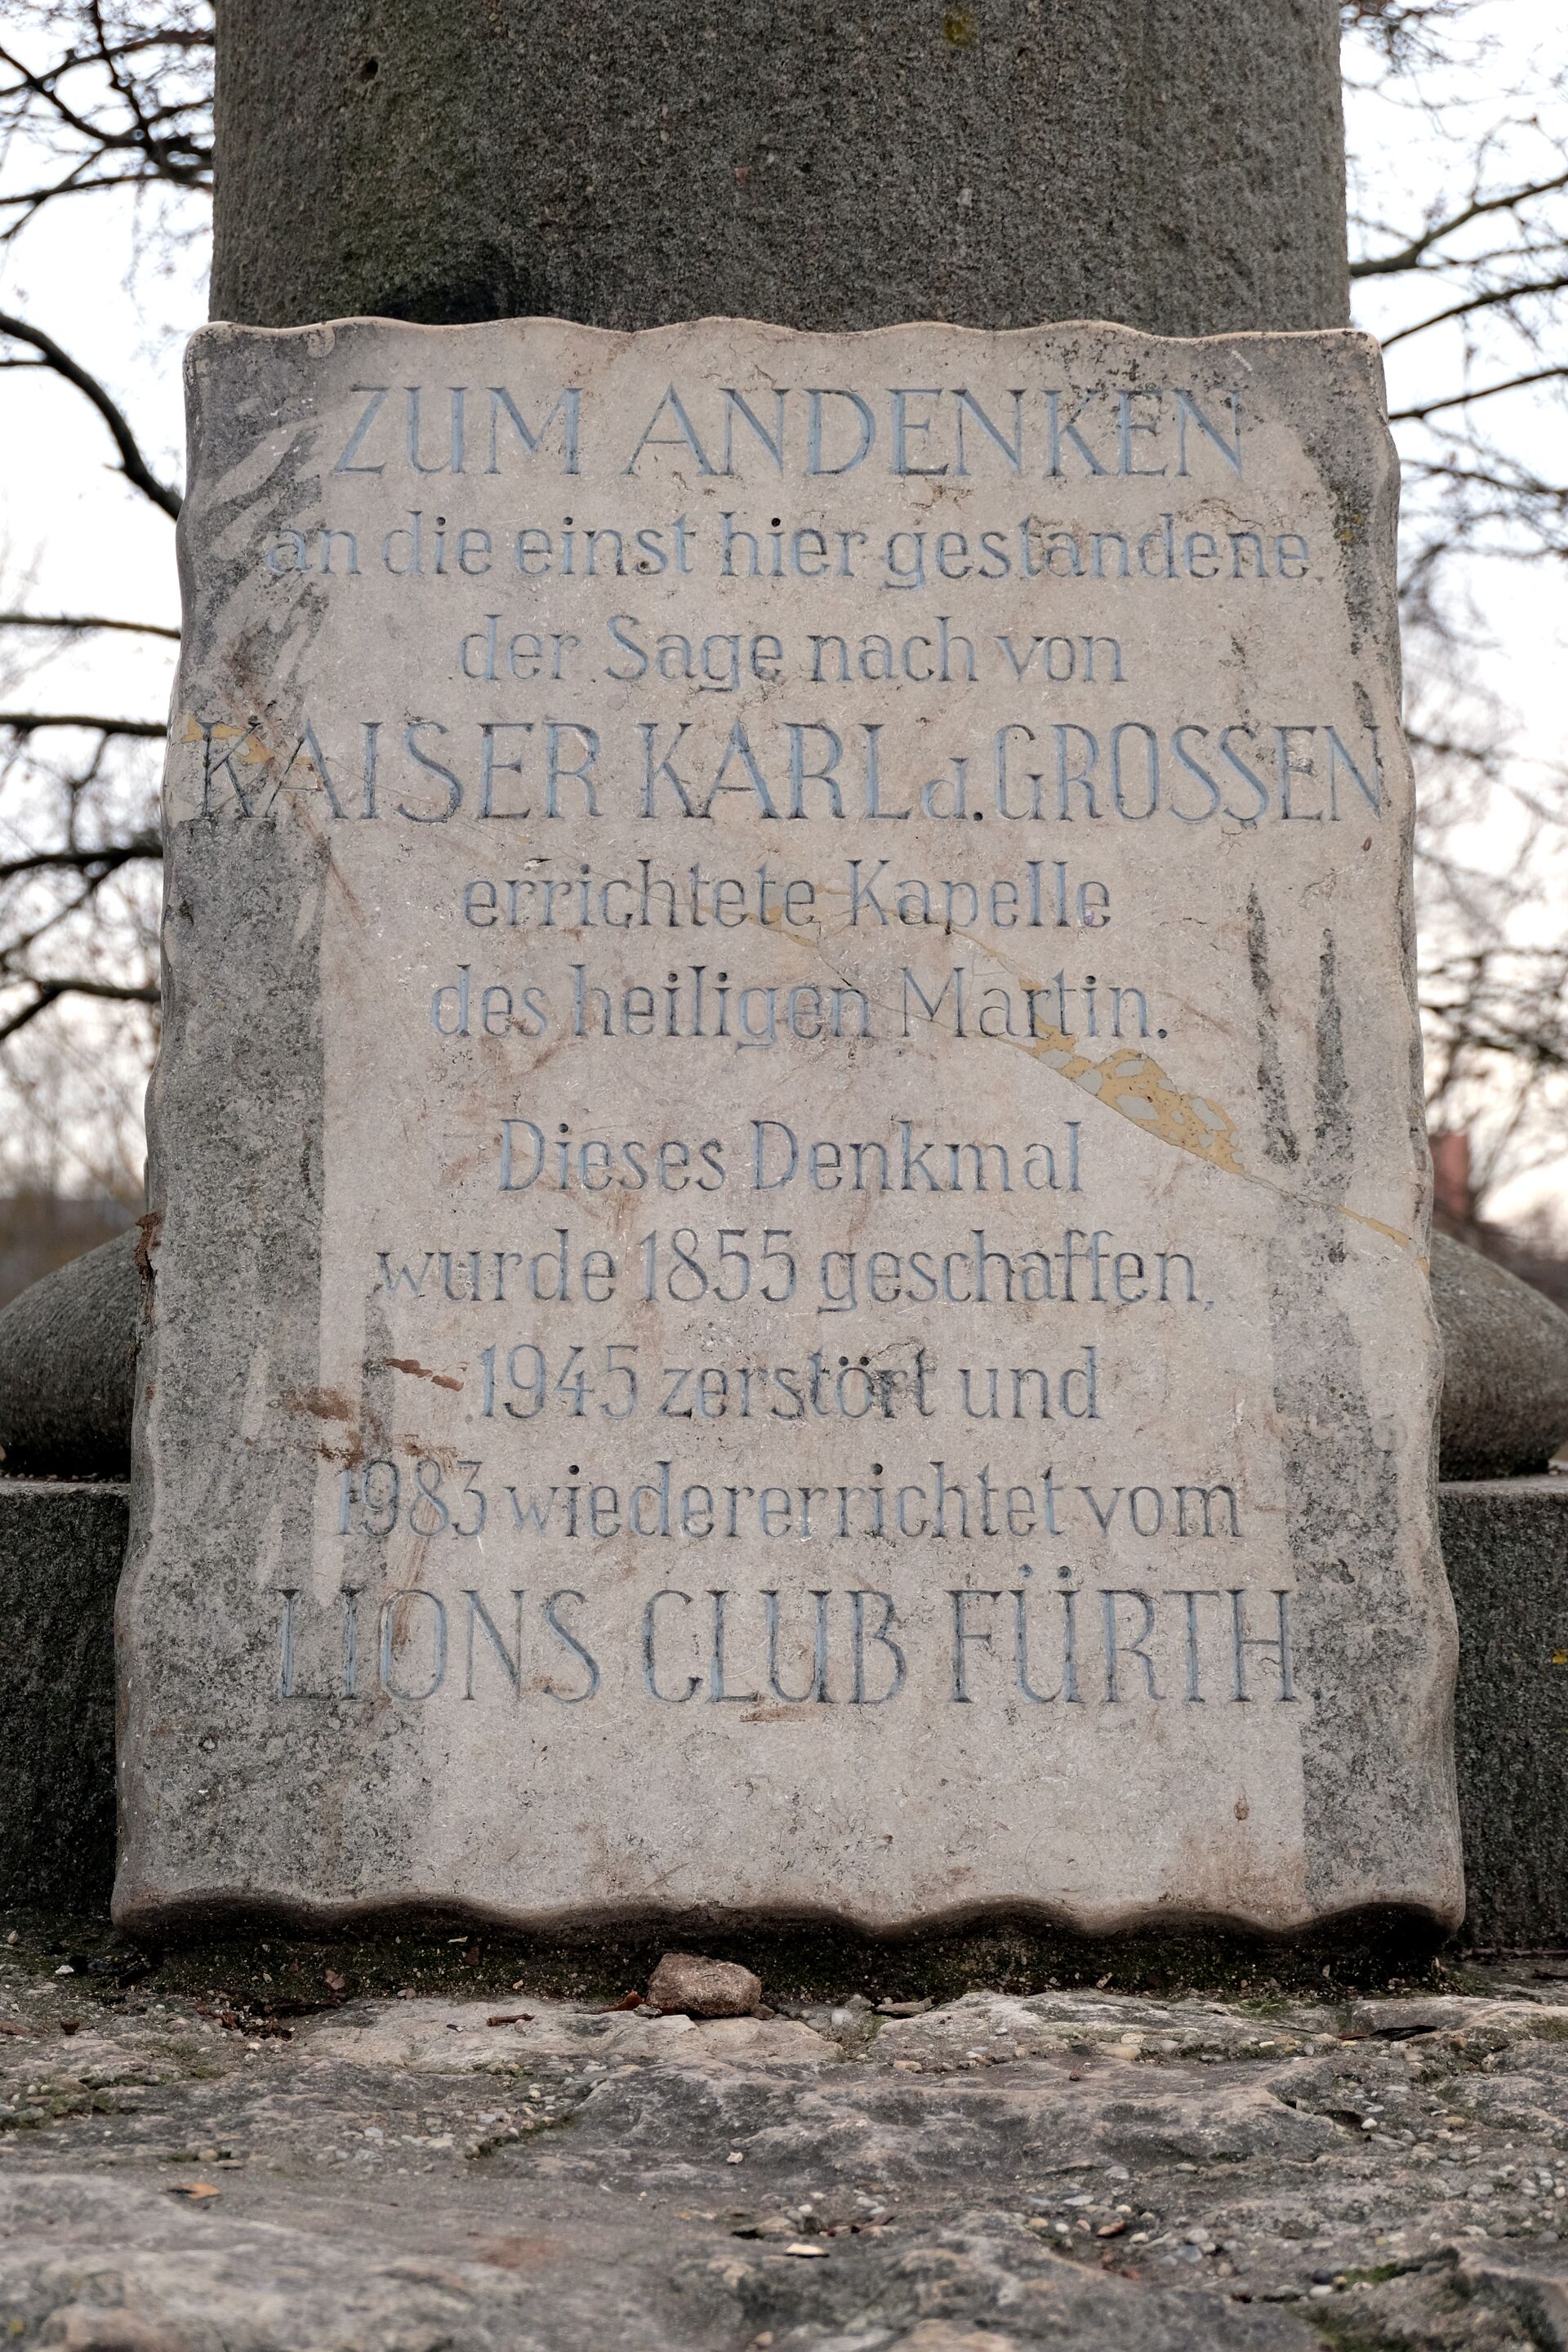 ZUM ANDENKEN
an die einst hier gestandene
der Sage nach von
KAISER KARL d. GROSSEN
errichtete Kapelle
des heiligen Martin.
Dieses Denkmal
wurde 1855 geschaffen,
1945 zerstört und
1983 wiedererrichtet vom
LIONS CLUB FÜRTH